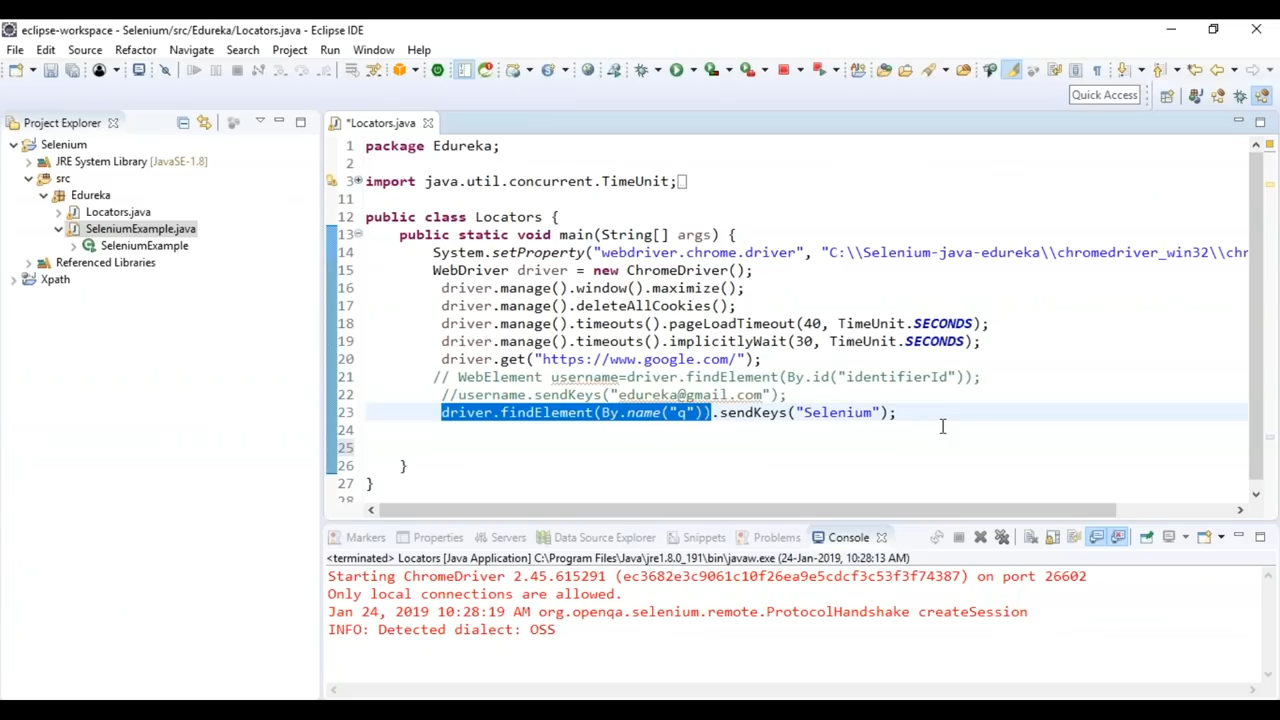 eclipse-workspace - Selenium/src/Edureka/Locators.java - Eclipse IDE
File Edit Source Refactor Navigate Search Project Run Window Help
Quick Access
Project Explorer
Selenium
JRE System Library [JavaSE-1.8]
src
Edureka
Locators.java
SeleniumExample.java
SeleniumExample
Referenced Libraries
Xpath
*Locators.java
1 package Edureka;
2
3 import java.util.concurrent.TimeUnit;
11
12 public class Locators {
13 public static void main(String[] args) {
14 System.setProperty("webdriver.chrome.driver", "C:\\Selenium-java-edureka\\chromedriver_win32\\chr
15 WebDriver driver = new ChromeDriver();
16 driver.manage().window().maximize();
17 driver.manage().deleteAllCookies();
18 driver.manage().timeouts().pageLoadTimeout(40, TimeUnit.SECONDS);
19 driver.manage().timeouts().implicitlyWait(30, TimeUnit.SECONDS);
20 driver.get("https://www.google.com/");
21 // WebElement username=driver.findElement(By.id("identifierId"));
22 //username.sendKeys("edureka@gmail.com");
23 driver.findElement(By.name("q")).sendKeys("Selenium");
24
25
26 }
27 }
28
Markers Properties Servers Data Source Explorer Snippets Problems Console
<terminated> Locators [Java Application] C:\Program Files\Java\jre1.8.0_191\bin\javaw.exe (24-Jan-2019, 10:28:13 AM)
Starting ChromeDriver 2.45.615291 (ec3682e3c9061c10f26ea9e5cdcf3c53f3f74387) on port 26602
Only local connections are allowed.
Jan 24, 2019 10:28:19 AM org.openqa.selenium.remote.ProtocolHandshake createSession
INFO: Detected dialect: OSS